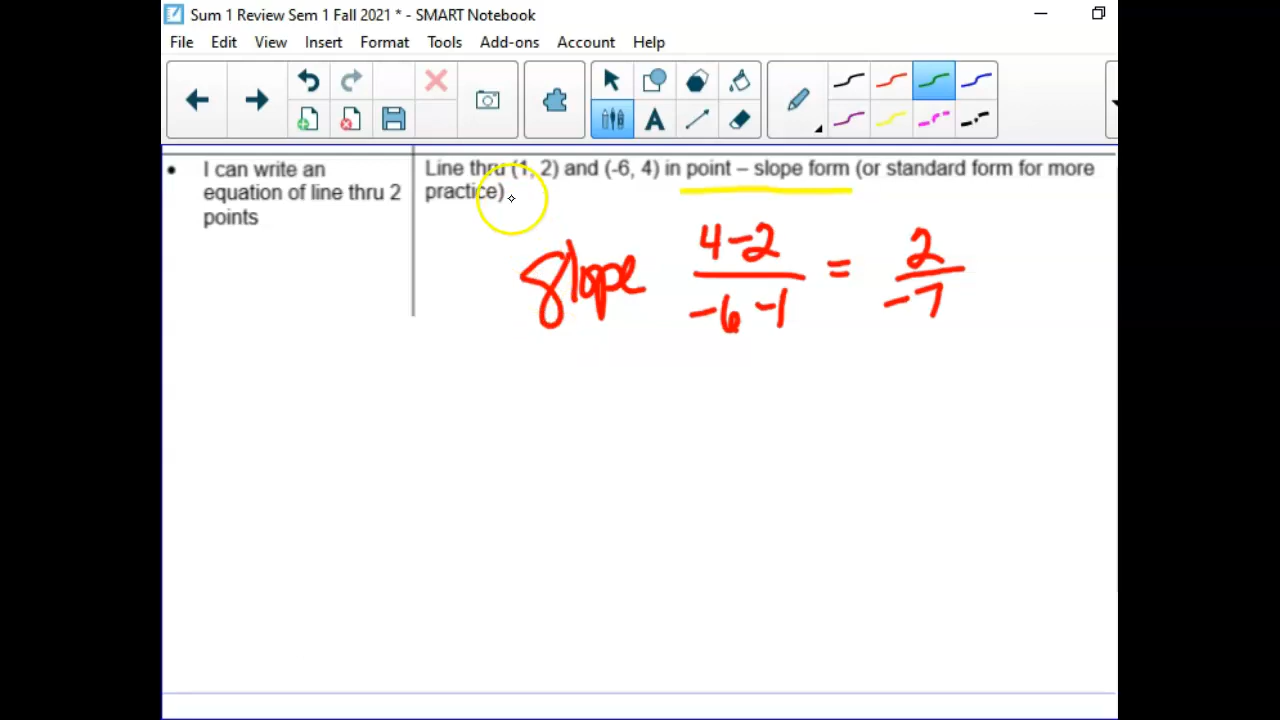 Sum 1 Review Sem 1 Fall 2021 * - SMART Notebook
File Edit View Insert Format Tools Add-ons Account Help
• I can write an
equation of line thru 2
points
Line thru (1, 2) and (-6, 4) in point – slope form (or standard form for more
practice)
Slope 4-2 / -6-1 = 2 / -7